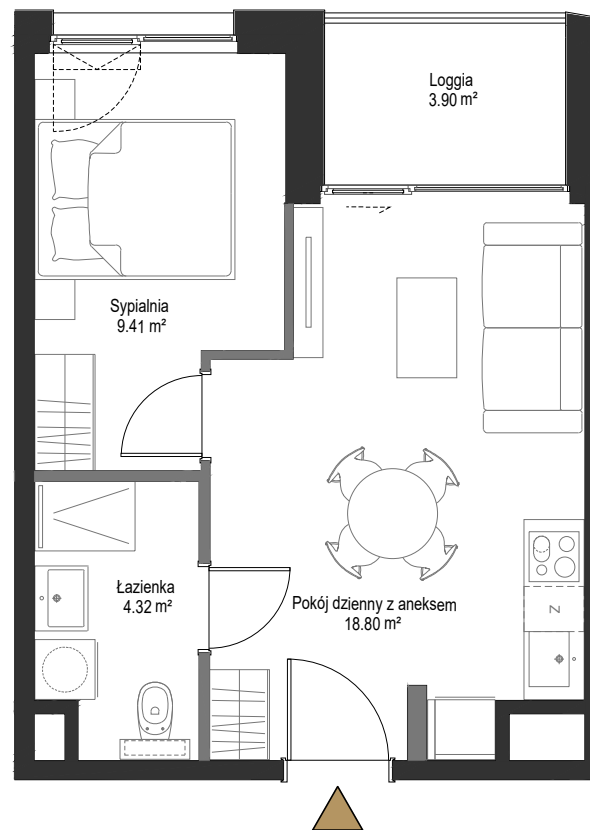 Loggia
3.90 m²
Sypialnia
9.41 m²
Łazienka
4.32 m²
Pokój dzienny z aneksem
18.80 m²
Z